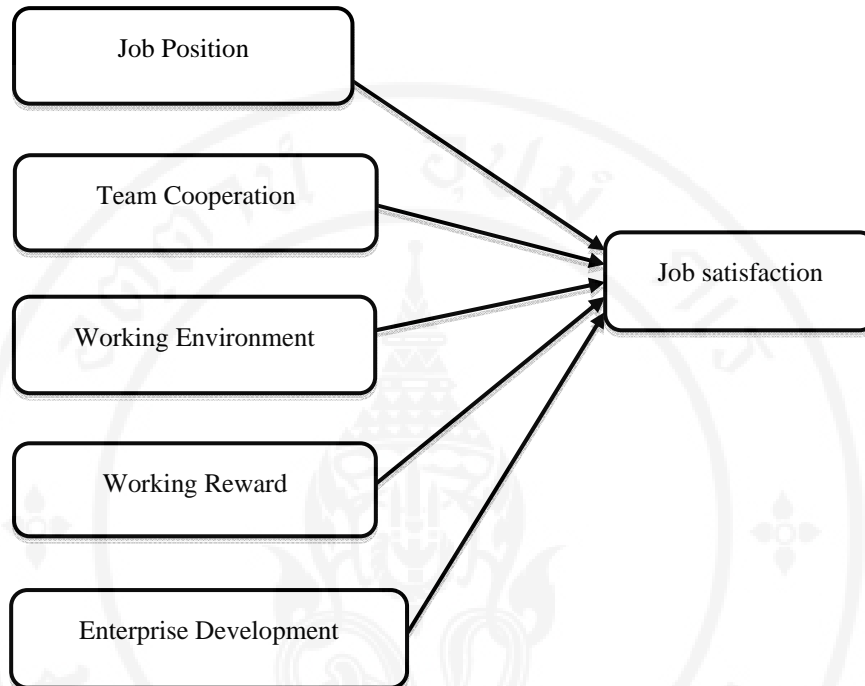 Job Position
Team Cooperation
Job satisfaction
Working Environment
Working Reward
Enterprise Development